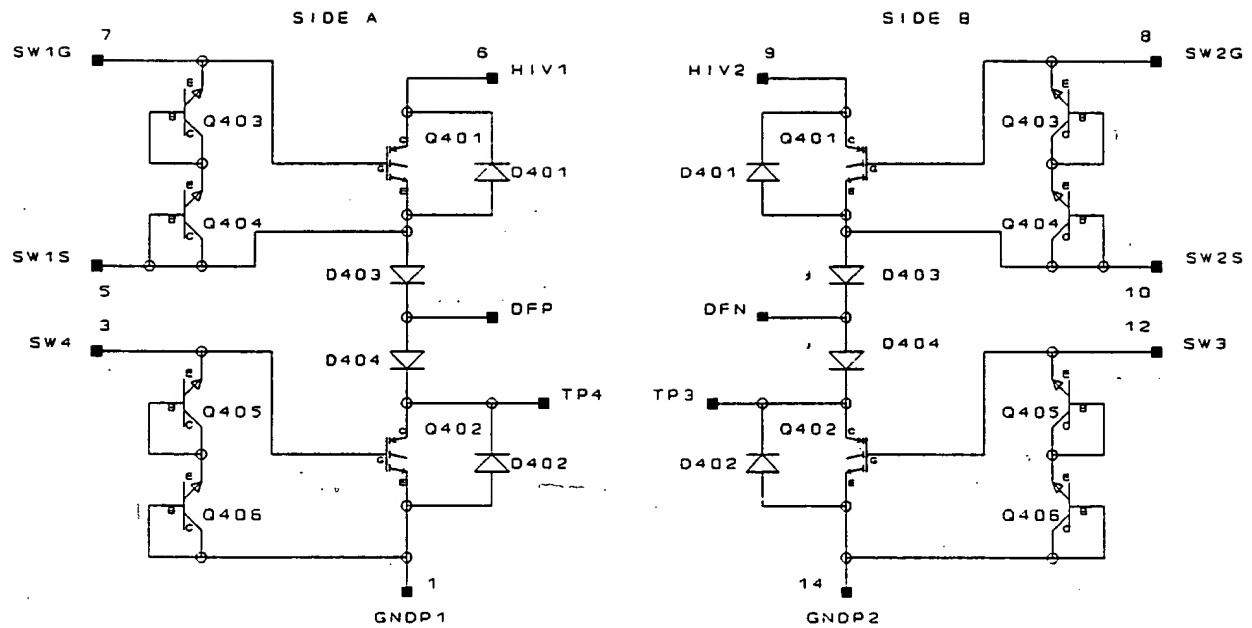 SIDE A
SIDE B
7
6
9
8
SW1G
HIV1
HIV2
SW2G
E
E
Q403
B
C
Q401
C
G
E
D401
Q401
C
G
E
D401
Q403
B
C
E
B
C
Q404
E
B
C
Q404
SW1S
5
SW2S
10
D403
D403
DFP
DFN
3
SW4
12
SW3
D404
D404
E
B
C
Q405
TP4
TP3
E
B
C
Q405
Q402
C
G
E
D402
Q402
C
G
E
D402
E
B
C
Q406
E
B
C
Q406
1
14
GNDP1
GNDP2